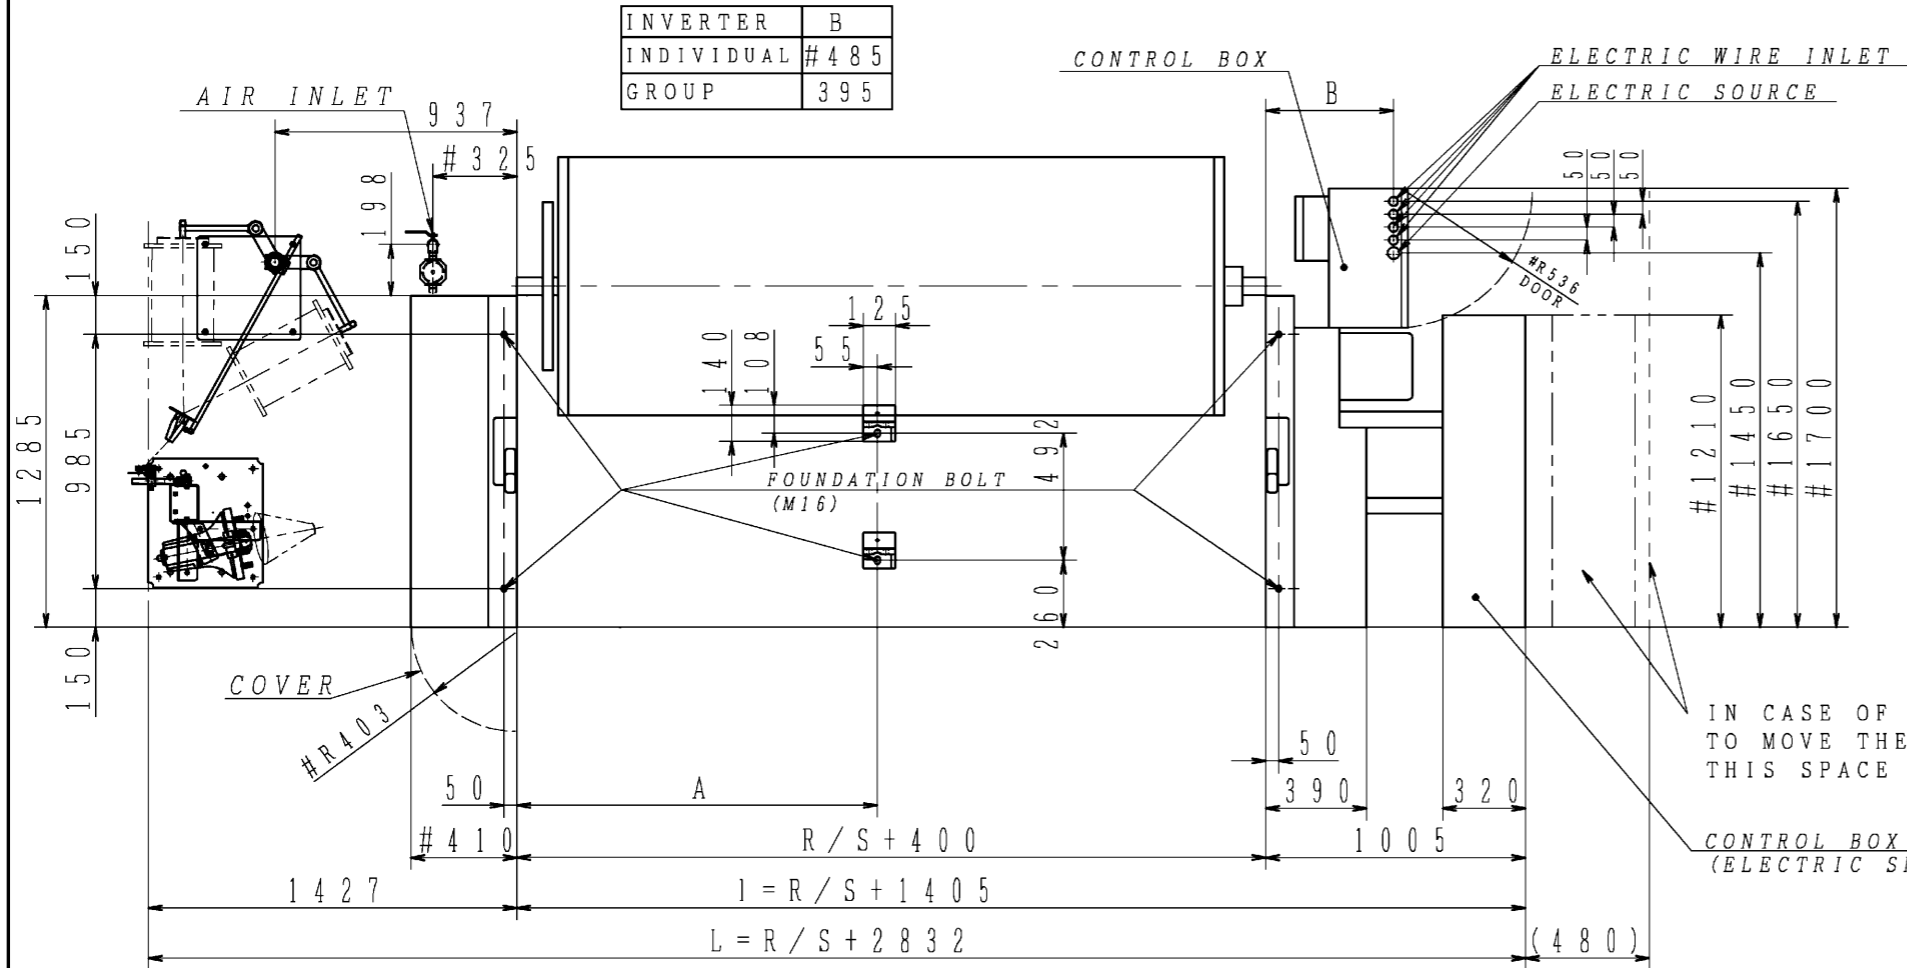 INVERTER B
INDIVIDUAL #485
GROUP 395
CONTROL BOX
ELECTRIC WIRE INLET
ELECTRIC SOURCE
AIR INLET
937
#325
198
B
50
50
50
#R536
DOOR
150
1285
985
150
125
55
140
108
492
260
FOUNDATION BOLT
(M16)
#1210
#1450
#1650
#1700
COVER
#R403
IN CASE OF
TO MOVE THE
THIS SPACE
50
A
50
390
320
#410
R/S+400
1005
CONTROL BOX
(ELECTRIC
1427
l=R/S+1405
L=R/S+2832
(480)